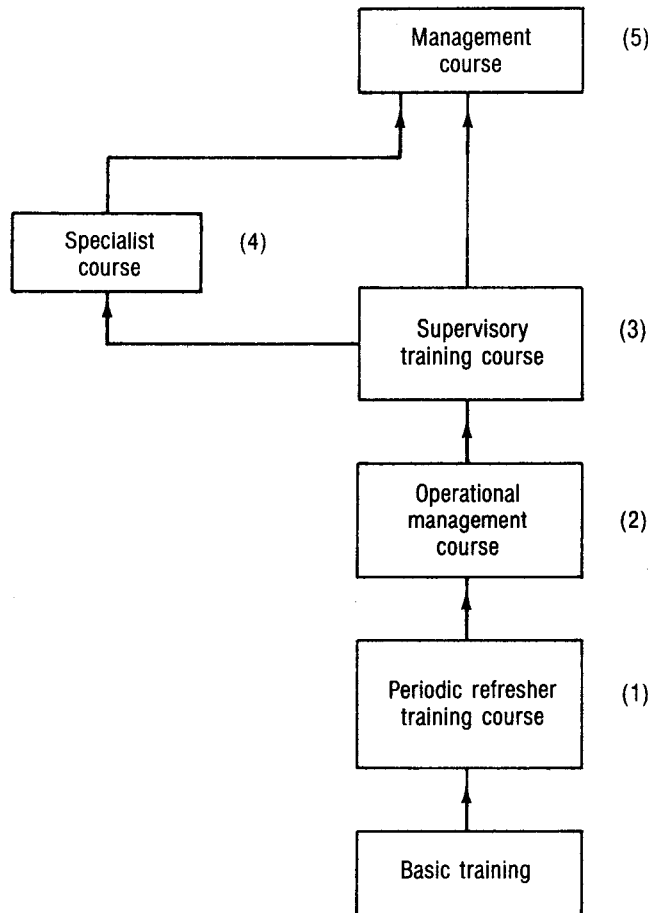 Management
course
(5)
Specialist
course
(4)
Supervisory
training course
(3)
Operational
management
course
(2)
Periodic refresher
training course
(1)
Basic training